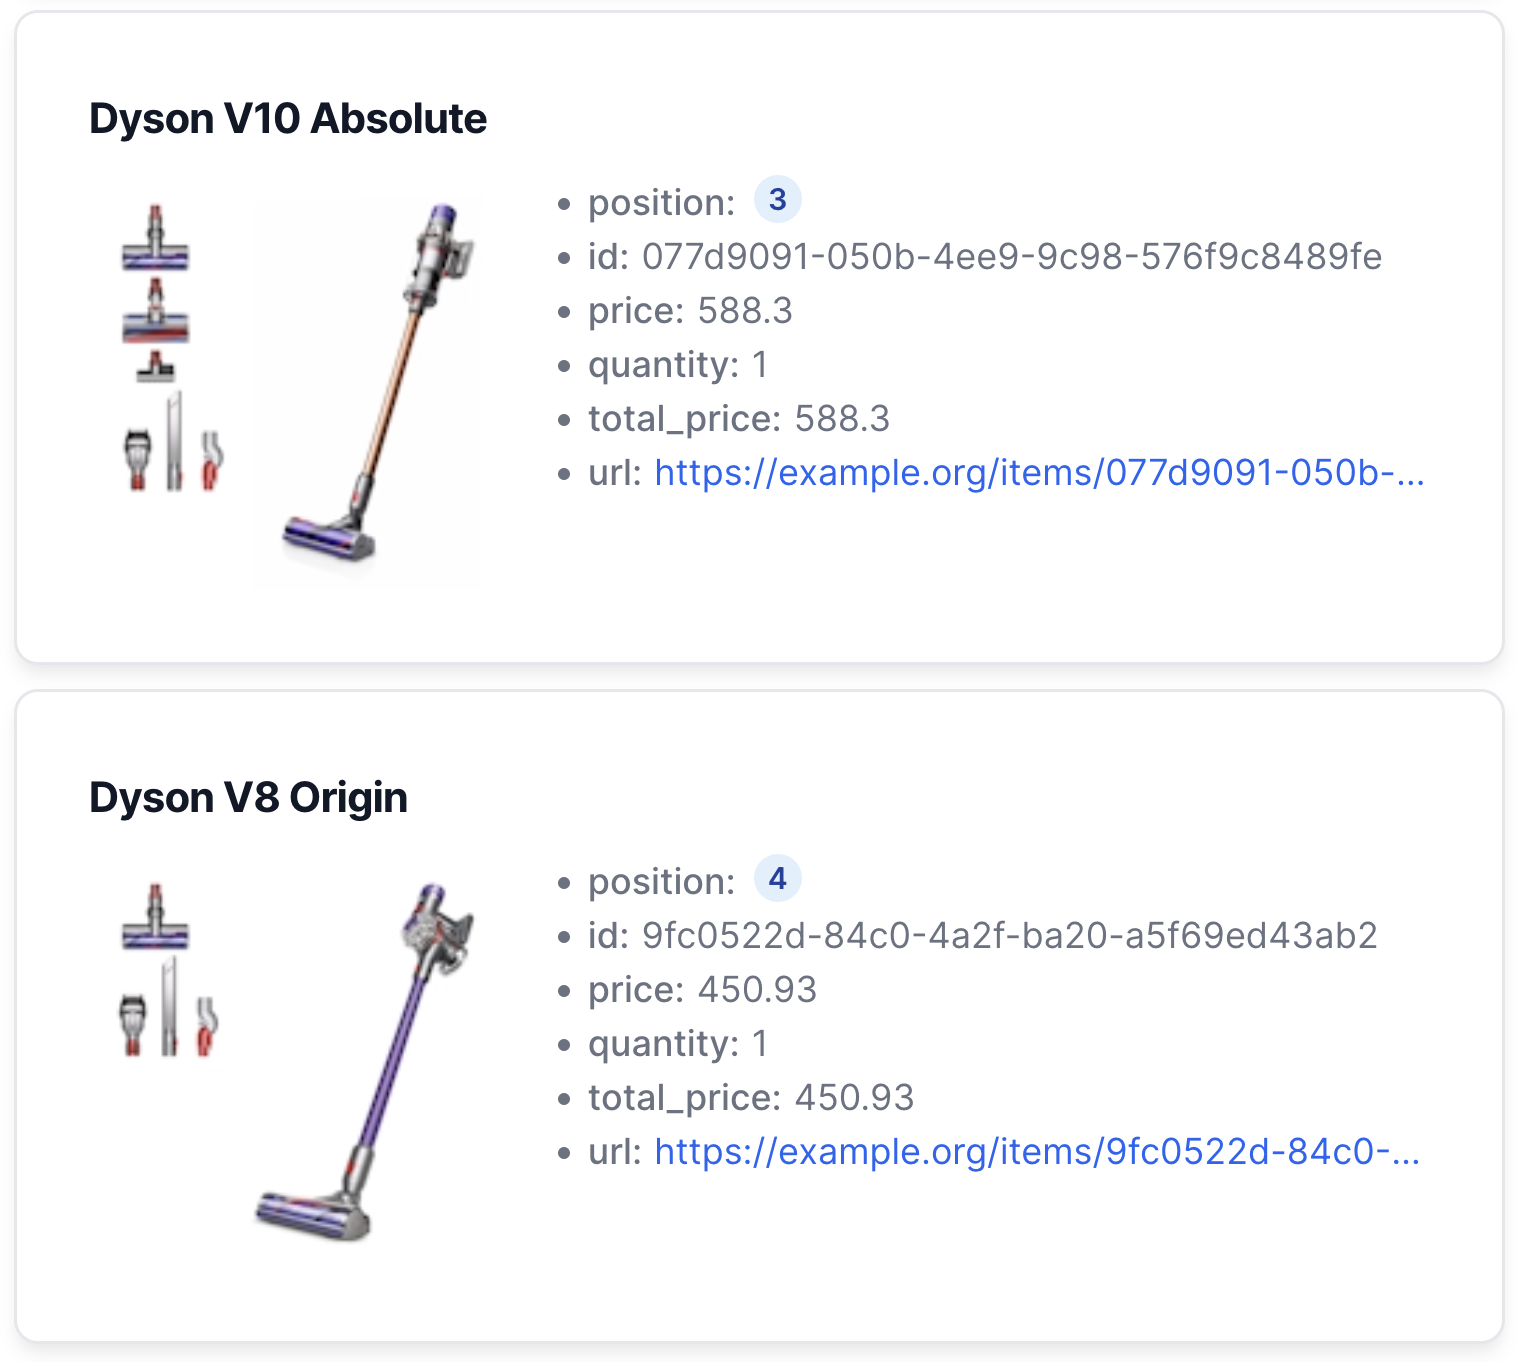 Dyson V10 Absolute
• position: 3
• id: 077d9091-050b-4ee9-9c98-576f9c8489fe
• price: 588.3
• quantity: 1
• total_price: 588.3
• url: https://example.org/items/077d9091-050b-...
Dyson V8 Origin
• position: 4
• id: 9fc0522d-84c0-4a2f-ba20-a5f69ed43ab2
• price: 450.93
• quantity: 1
• total_price: 450.93
• url: https://example.org/items/9fc0522d-84c0-...